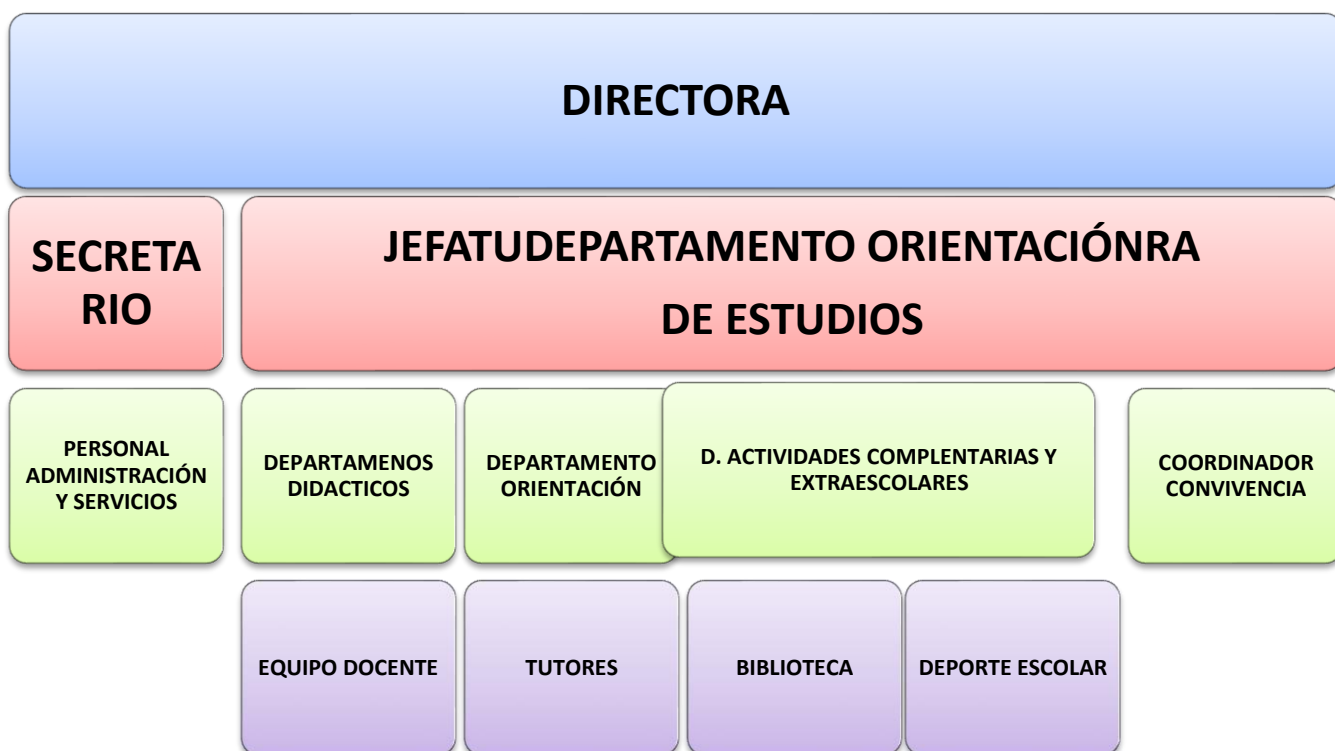 DIRECTORA
SECRETA
RIO
JEFATUDEPARTAMENTO ORIENTACIÓNRA
DE ESTUDIOS
PERSONAL
ADMINISTRACIÓN
Y SERVICIOS
DEPARTAMENOS
DIDACTICOS
DEPARTAMENTO
ORIENTACIÓN
D. ACTIVIDADES COMPLENTARIAS Y
EXTRAESCOLARES
COORDINADOR
CONVIVENCIA
EQUIPO DOCENTE
TUTORES
BIBLIOTECA
DEPORTE ESCOLAR